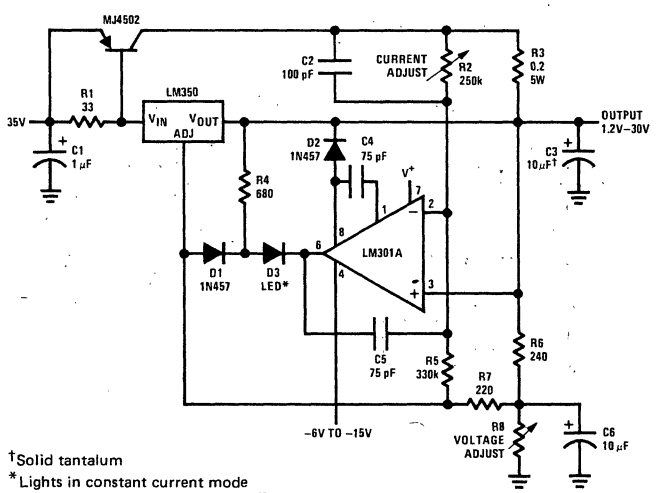 MJ4502
C2
100 pF
CURRENT
ADJUST
R2
250k
R3
0.2
5W
R1
33
LM350
35V
VIN
VOUT
ADJ
OUTPUT
1.2V–30V
C1
1 µF
+
D2
1N457
C4
75 pF
C3
10 µF†
+
R4
680
V+
7
1
8
−
2
6
LM301A
4
+
3
D1
1N457
D3
LED*
C5
75 pF
R5
330k
R6
240
R7
220
−6V TO −15V
R8
VOLTAGE
ADJUST
C6
10 µF
+
†Solid tantalum
*Lights in constant current mode